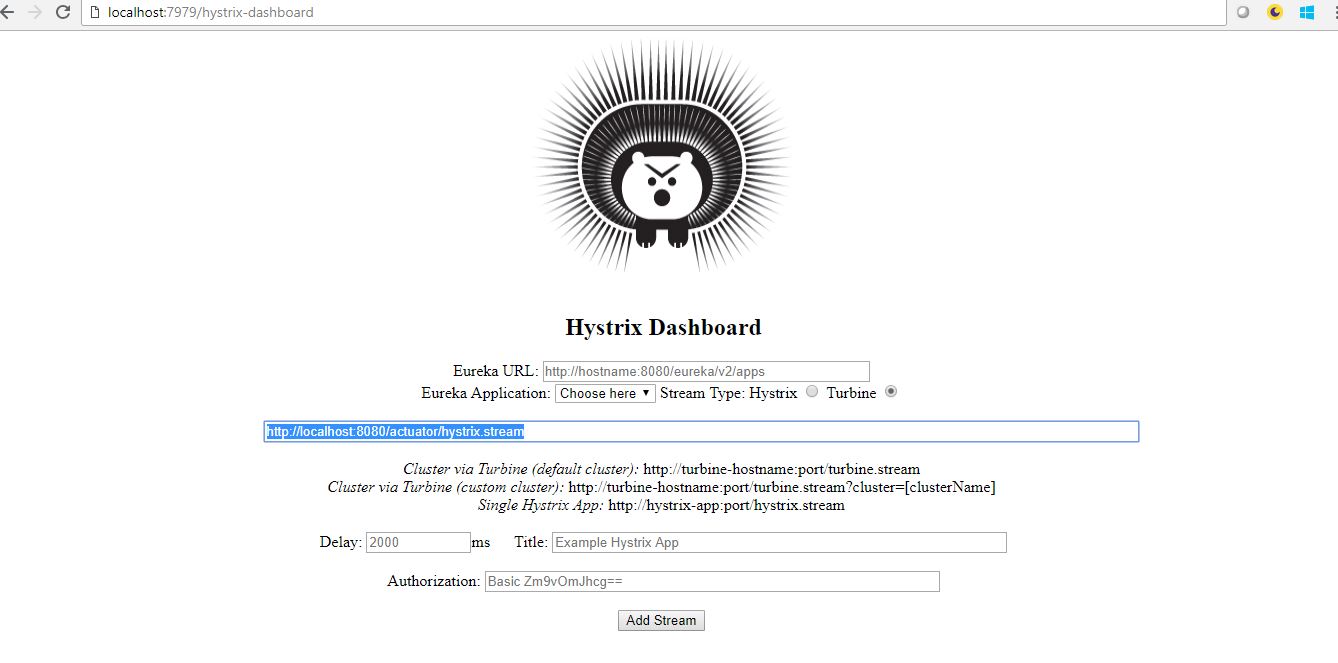 localhost:7979/hystrix-dashboard
Hystrix Dashboard
Eureka URL: http://hostname:8080/eureka/v2/apps
Eureka Application: Choose here Stream Type: Hystrix Turbine
http://localhost:8080/actuator/hystrix.stream
Cluster via Turbine (default cluster): http://turbine-hostname:port/turbine.stream
Cluster via Turbine (custom cluster): http://turbine-hostname:port/turbine.stream?cluster=[clusterName]
Single Hystrix App: http://hystrix-app:port/hystrix.stream
Delay: 2000 ms Title: Example Hystrix App
Authorization: Basic Zm9vOmJhcg==
Add Stream